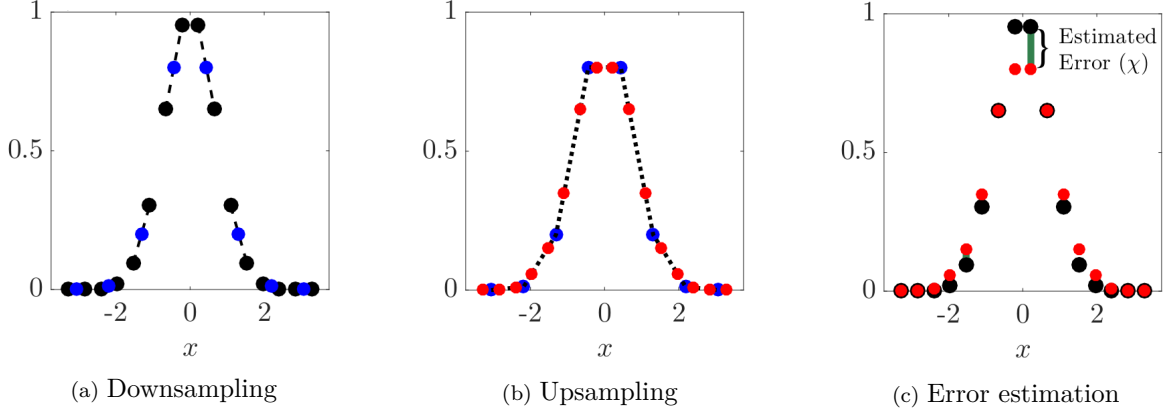 1
0.5
0
-2 0 2
x
(a) Downsampling
1
0.5
0
-2 0 2
x
(b) Upsampling
1
0.5
0
-2 0 2
x
Estimated
Error (χ)
(c) Error estimation